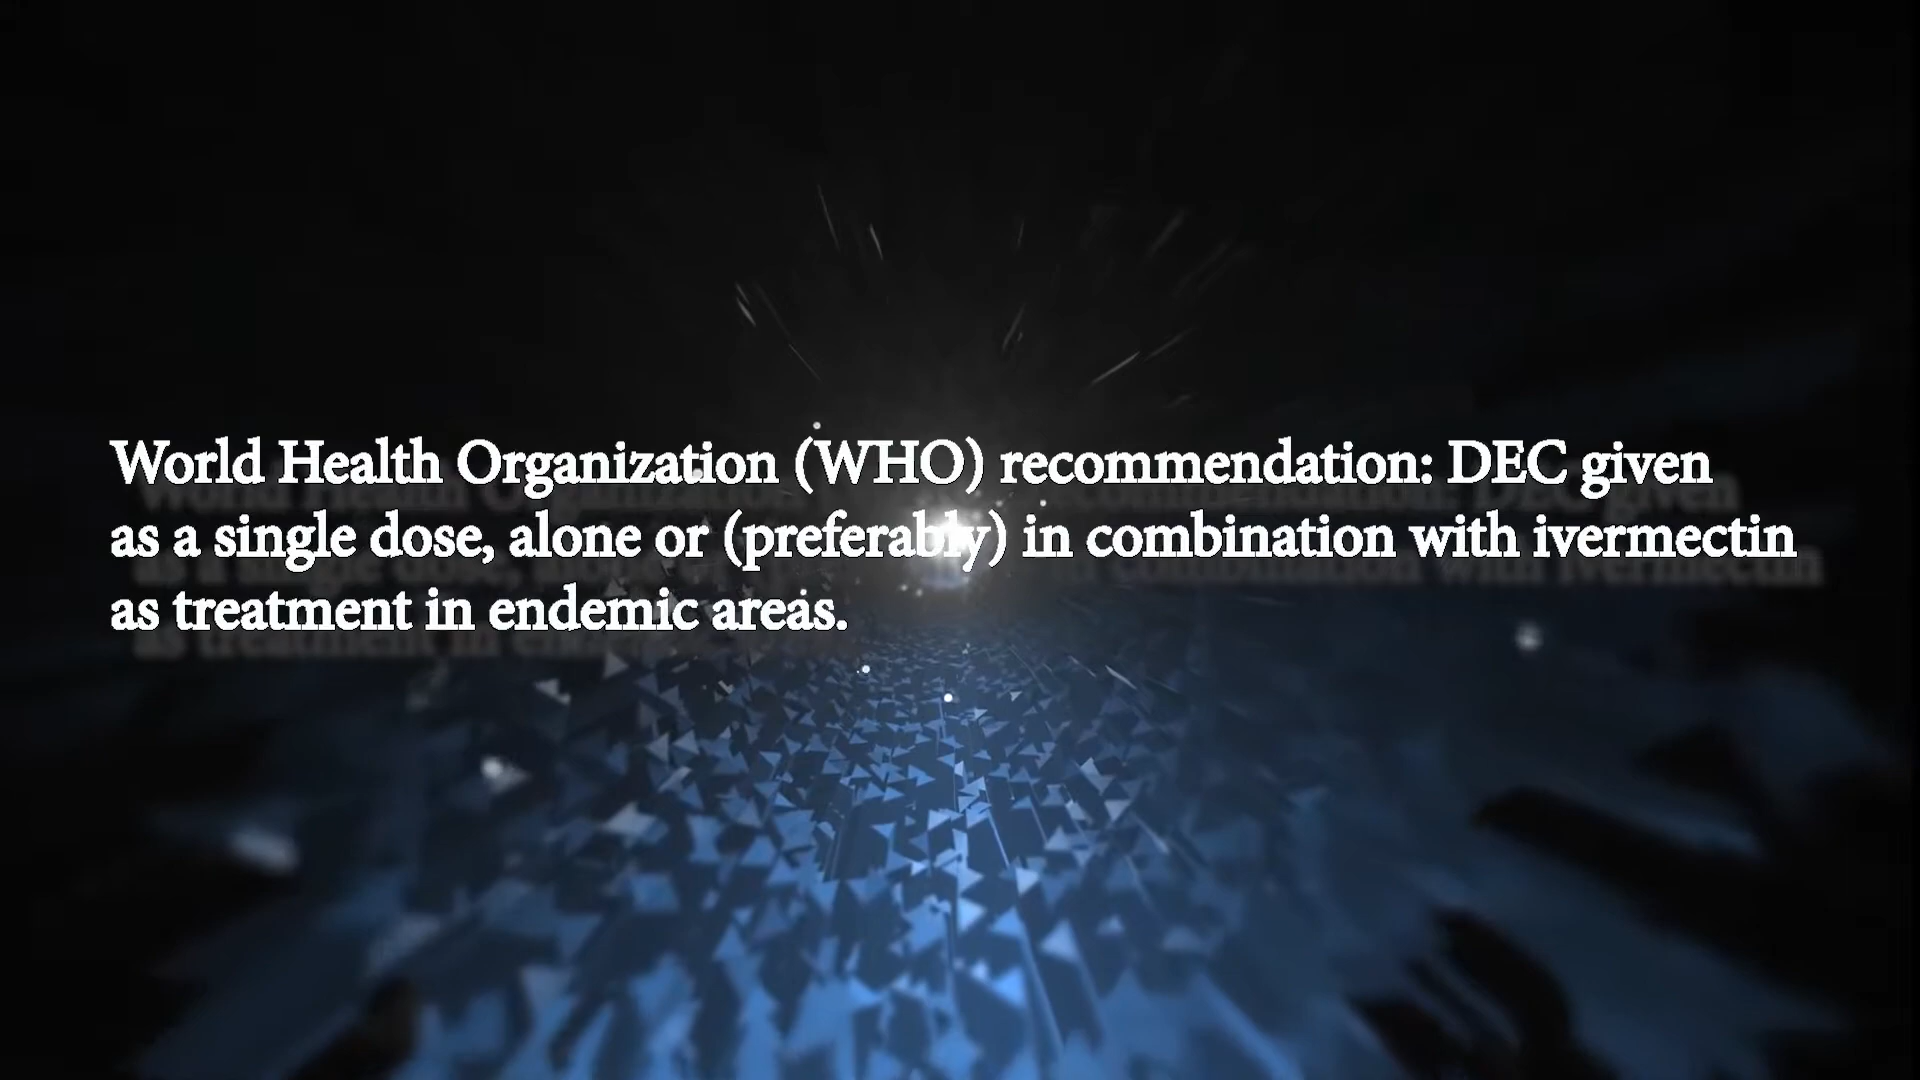 World Health Organization (WHO) recommendation: DEC given
as a single dose, alone or (preferably) in combination with ivermectin
as treatment in endemic areas.